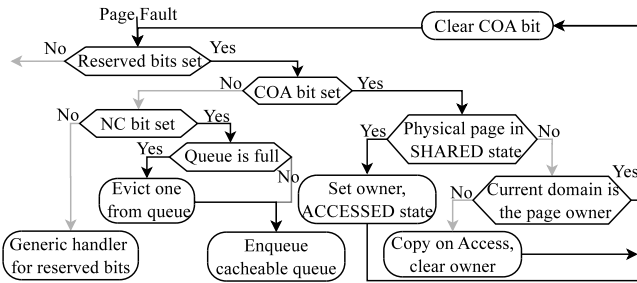 Page Fault
Clear COA bit
No
Reserved bits set
Yes
No
COA bit set
Yes
No
NC bit set
Yes
Yes
Physical page in
SHARED state
No
Yes
Queue is full
No
Evict one
from queue
Set owner,
ACCESSED state
No
Current domain is
the page owner
Yes
Generic handler
for reserved bits
Enqueue
cacheable queue
Copy on Access,
clear owner